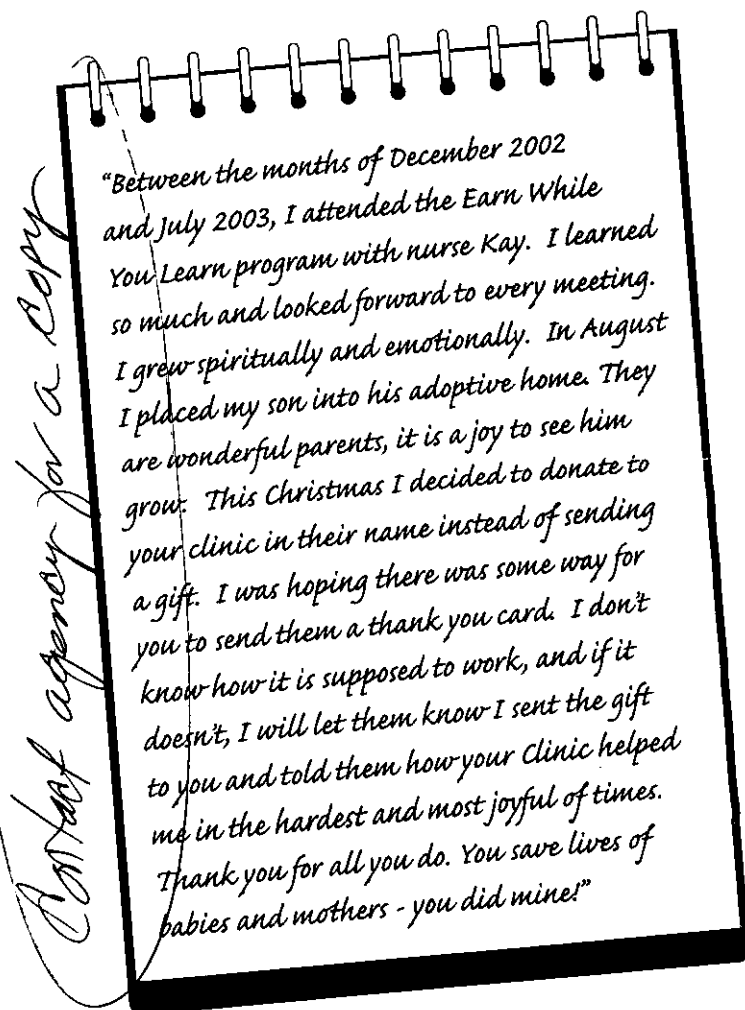 "Between the months of December 2002
and July 2003, I attended the Earn While
You Learn program with nurse Kay. I learned
so much and looked forward to every meeting.
I grew spiritually and emotionally. In August
I placed my son into his adoptive home. They
are wonderful parents, it is a joy to see him
grow. This Christmas I decided to donate to
your clinic in their name instead of sending
a gift. I was hoping there was some way for
you to send them a thank you card. I don't
know how it is supposed to work, and if it
doesn't, I will let them know I sent the gift
to you and told them how your Clinic helped
me in the hardest and most joyful of times.
Thank you for all you do. You save lives of
babies and mothers - you did mine!"
Contact agency for a copy